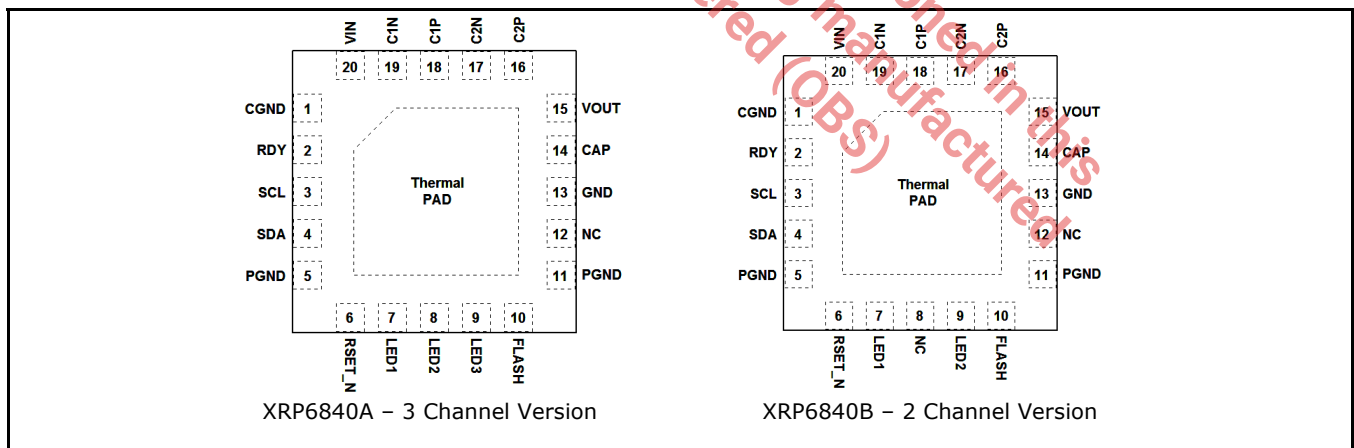 VIN C1N C1P C2N C2P
20 19 18 17 16
CGND 1
RDY 2
SCL 3
SDA 4
PGND 5
15 VOUT
14 CAP
13 GND
12 NC
11 PGND
Thermal
PAD
6 7 8 9 10
RSET_N LED1 LED2 LED3 FLASH
XRP6840A – 3 Channel Version
VIN C1N C1P C2N C2P
20 19 18 17 16
CGND 1
RDY 2
SCL 3
SDA 4
PGND 5
15 VOUT
14 CAP
13 GND
12 NC
11 PGND
Thermal
PAD
6 7 8 9 10
RSET_N LED1 NC LED2 FLASH
XRP6840B – 2 Channel Version
in this
manufactured
(OBS)